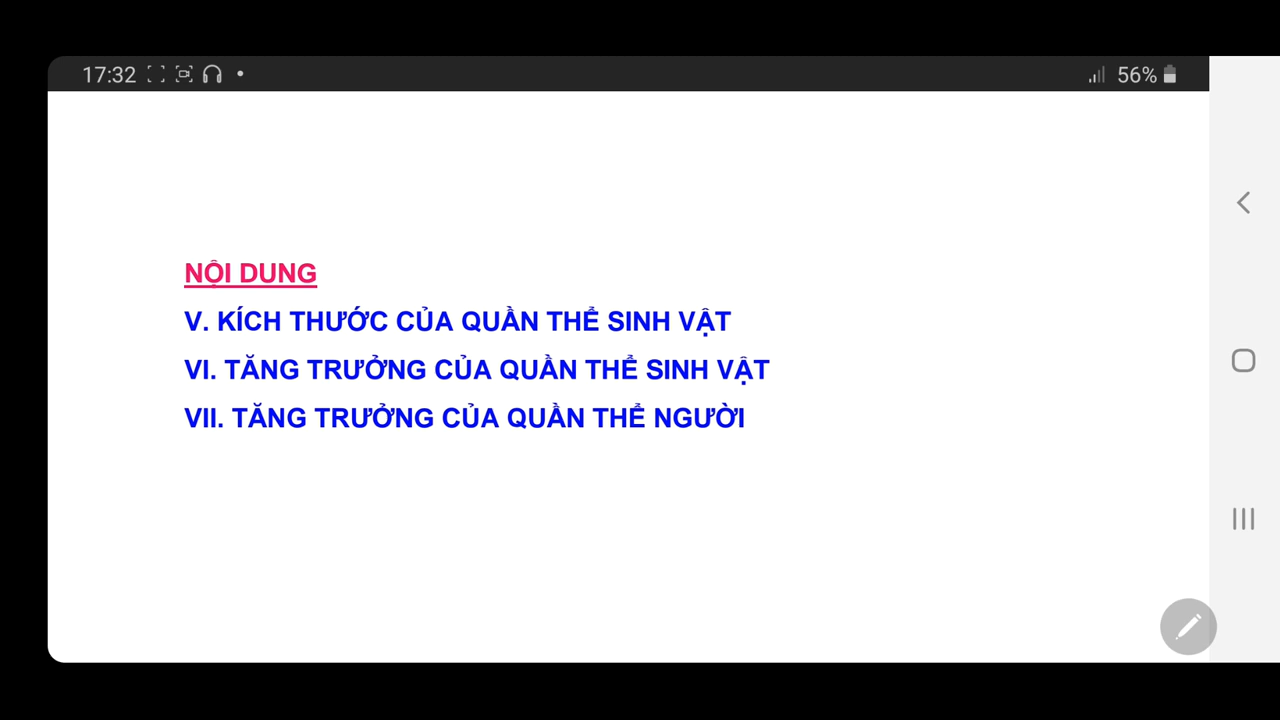 17:32
56%
NỘI DUNG
V. KÍCH THƯỚC CỦA QUẦN THỂ SINH VẬT
VI. TĂNG TRƯỞNG CỦA QUẦN THỂ SINH VẬT
VII. TĂNG TRƯỞNG CỦA QUẦN THỂ NGƯỜI